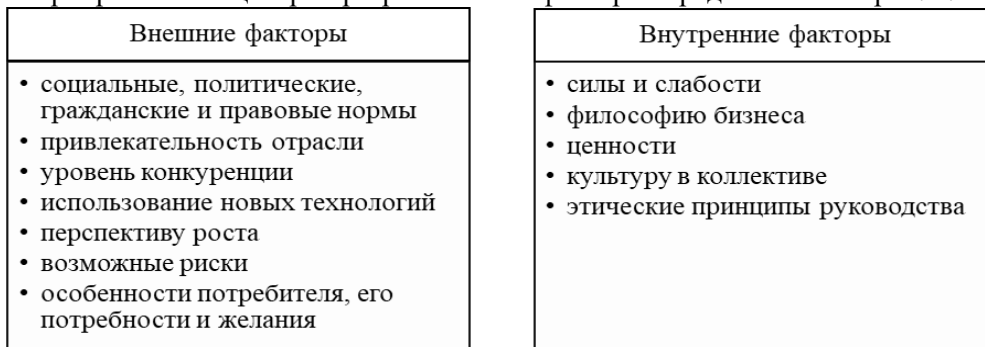 Внешние факторы
• социальные, политические,
гражданские и правовые нормы
• привлекательность отрасли
• уровень конкуренции
• использование новых технологий
• перспективу роста
• возможные риски
• особенности потребителя, его
потребности и желания
Внутренние факторы
• силы и слабости
• философию бизнеса
• ценности
• культуру в коллективе
• этические принципы руководства